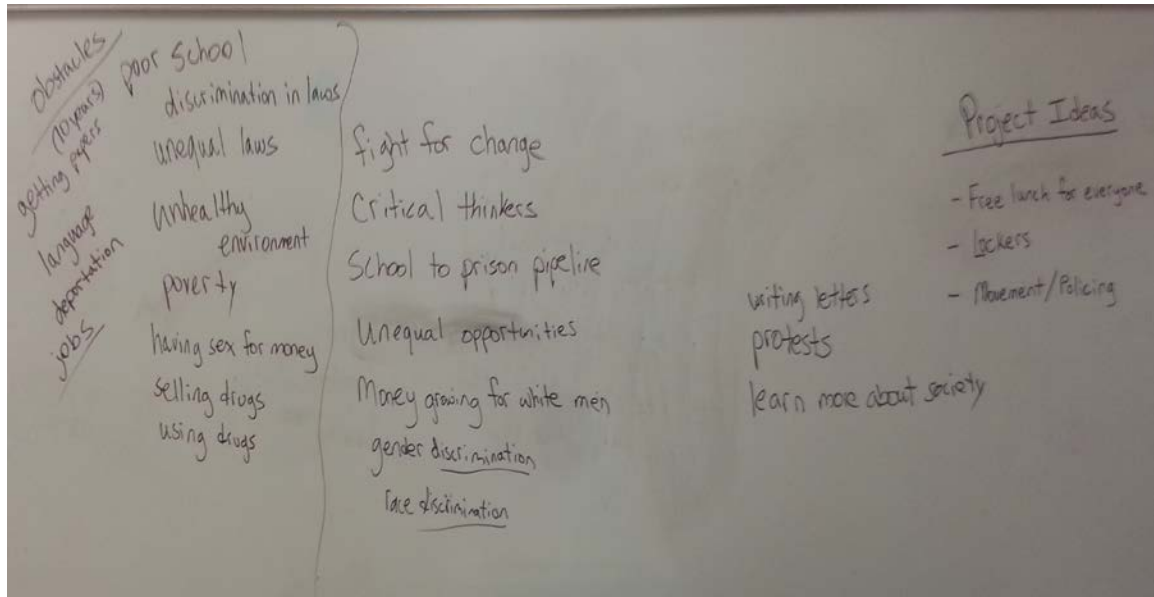 obstacles
(10 years)
getting papers
language
deportation
jobs
poor school
discrimination in laws
unequal laws
unhealthy
environment
poverty
having sex for money
selling drugs
using drugs
fight for change
Critical thinkers
School to prison pipeline
Unequal opportunities
Money growing for white men
gender discrimination
race discrimination
writing letters
protests
learn more about society
Project Ideas
- Free lunch for everyone
- Lockers
- Movement/Policing